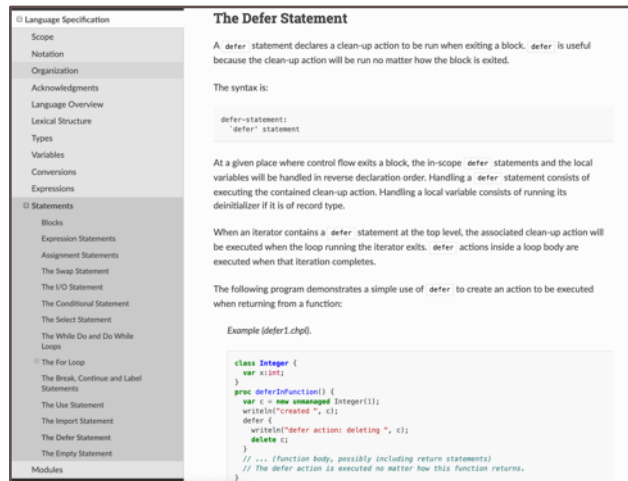 Language Specification
Scope
Notation
Organization
Acknowledgments
Language Overview
Lexical Structure
Types
Variables
Conversions
Expressions
Statements
Blocks
Expression Statements
Assignment Statements
The Swap Statement
The I/O Statement
The Conditional Statement
The Select Statement
The While Do and Do While
Loops
The For Loop
The Break, Continue and Label
Statements
The Use Statement
The Import Statement
The Defer Statement
The Empty Statement
Modules
The Defer Statement
A defer statement declares a clean-up action to be run when exiting a block. defer is useful
because the clean-up action will be run no matter how the block is exited.
The syntax is:
defer-statement:
`defer' statement
At a given place where control flow exits a block, the in-scope defer statements and the local
variables will be handled in reverse declaration order. Handling a defer statement consists of
executing the contained clean-up action. Handling a local variable consists of running its
deinitializer if it is of record type.
When an iterator contains a defer statement at the top level, the associated clean-up action will
be executed when the loop running the iterator exits. defer actions inside a loop body are
executed when that iteration completes.
The following program demonstrates a simple use of defer to create an action to be executed
when returning from a function:
Example (defer1.chpl).
class Integer {
var x:int;
}
proc deferInFunction() {
var c = new unmanaged Integer(1);
writeln("created ", c);
defer {
writeln("defer action: deleting ", c);
delete c;
}
// ... (function body, possibly including return statements)
// The defer action is executed no matter how this function returns.
}